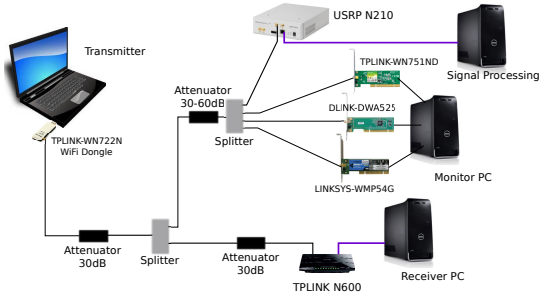 USRP N210
Transmitter
TPLINK-WN751ND
Signal Processing
Attenuator
30-60dB
DLINK-DWA525
Splitter
TPLINK-WN722N
WiFi Dongle
Monitor PC
LINKSYS-WMP54G
Attenuator
30dB
Splitter
Attenuator
30dB
Receiver PC
TPLINK N600